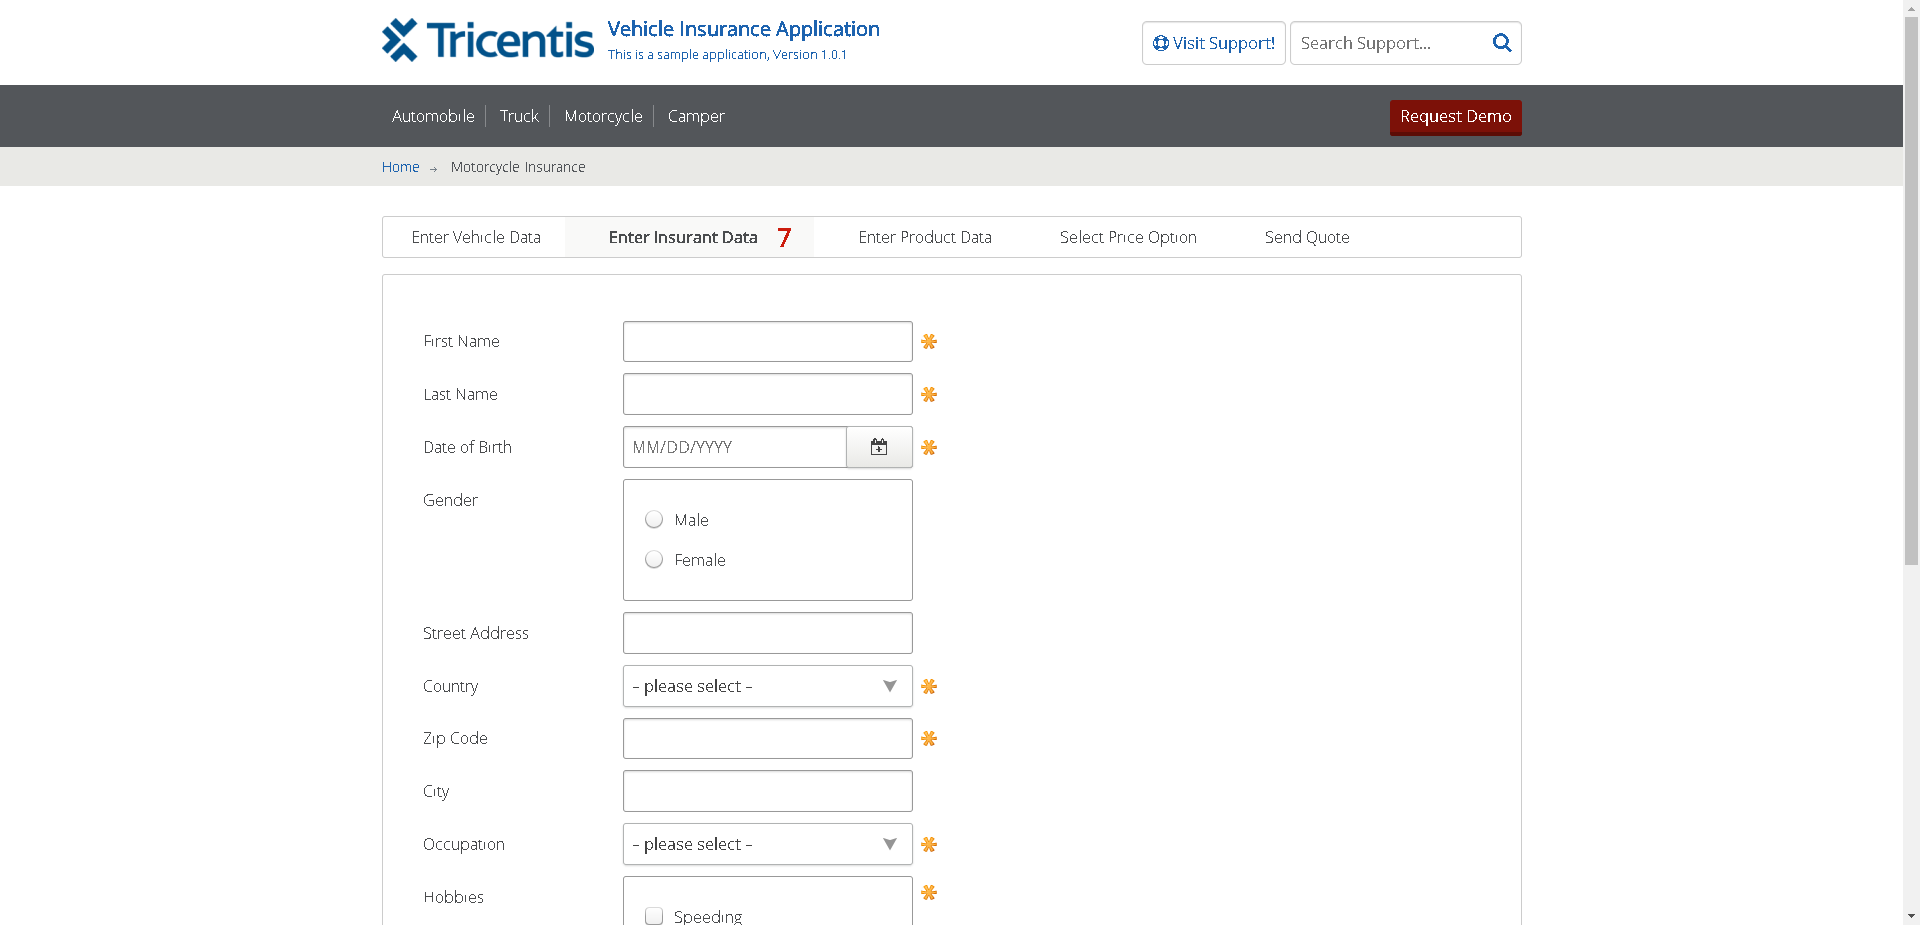 Tricentis
Vehicle Insurance Application
This is a sample application, Version 1.0.1
Visit Support!
Search Support...
Automobile
Truck
Motorcycle
Camper
Request Demo
Home → Motorcycle Insurance
Enter Vehicle Data
Enter Insurant Data 7
Enter Product Data
Select Price Option
Send Quote
First Name
Last Name
Date of Birth
MM/DD/YYYY
Gender
Male
Female
Street Address
Country
– please select –
Zip Code
City
Occupation
– please select –
Hobbies
Speeding